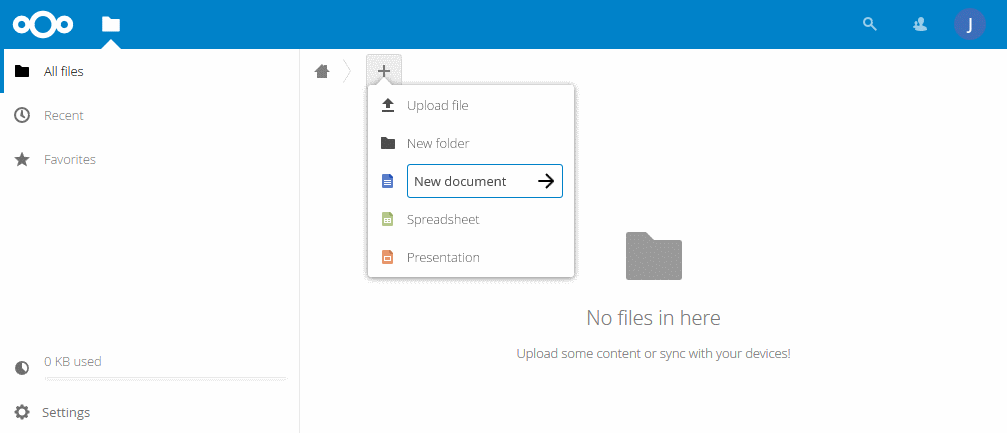 J
All files
Recent
Favorites
Upload file
New folder
New document
Spreadsheet
Presentation
No files in here
Upload some content or sync with your devices!
0 KB used
Settings